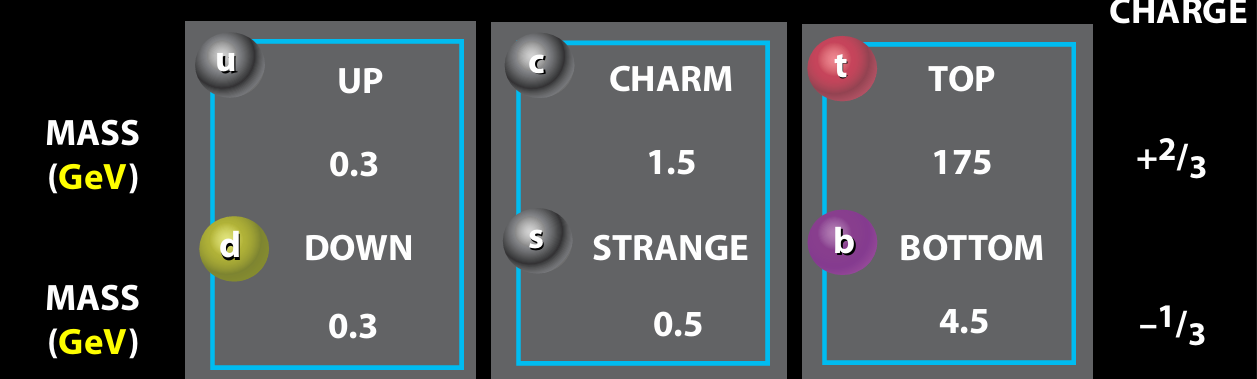 CHARGE
u
UP
c
CHARM
t
TOP
MASS
(GeV)
0.3
1.5
175
+2/3
d
DOWN
s
STRANGE
b
BOTTOM
MASS
(GeV)
0.3
0.5
4.5
–1/3